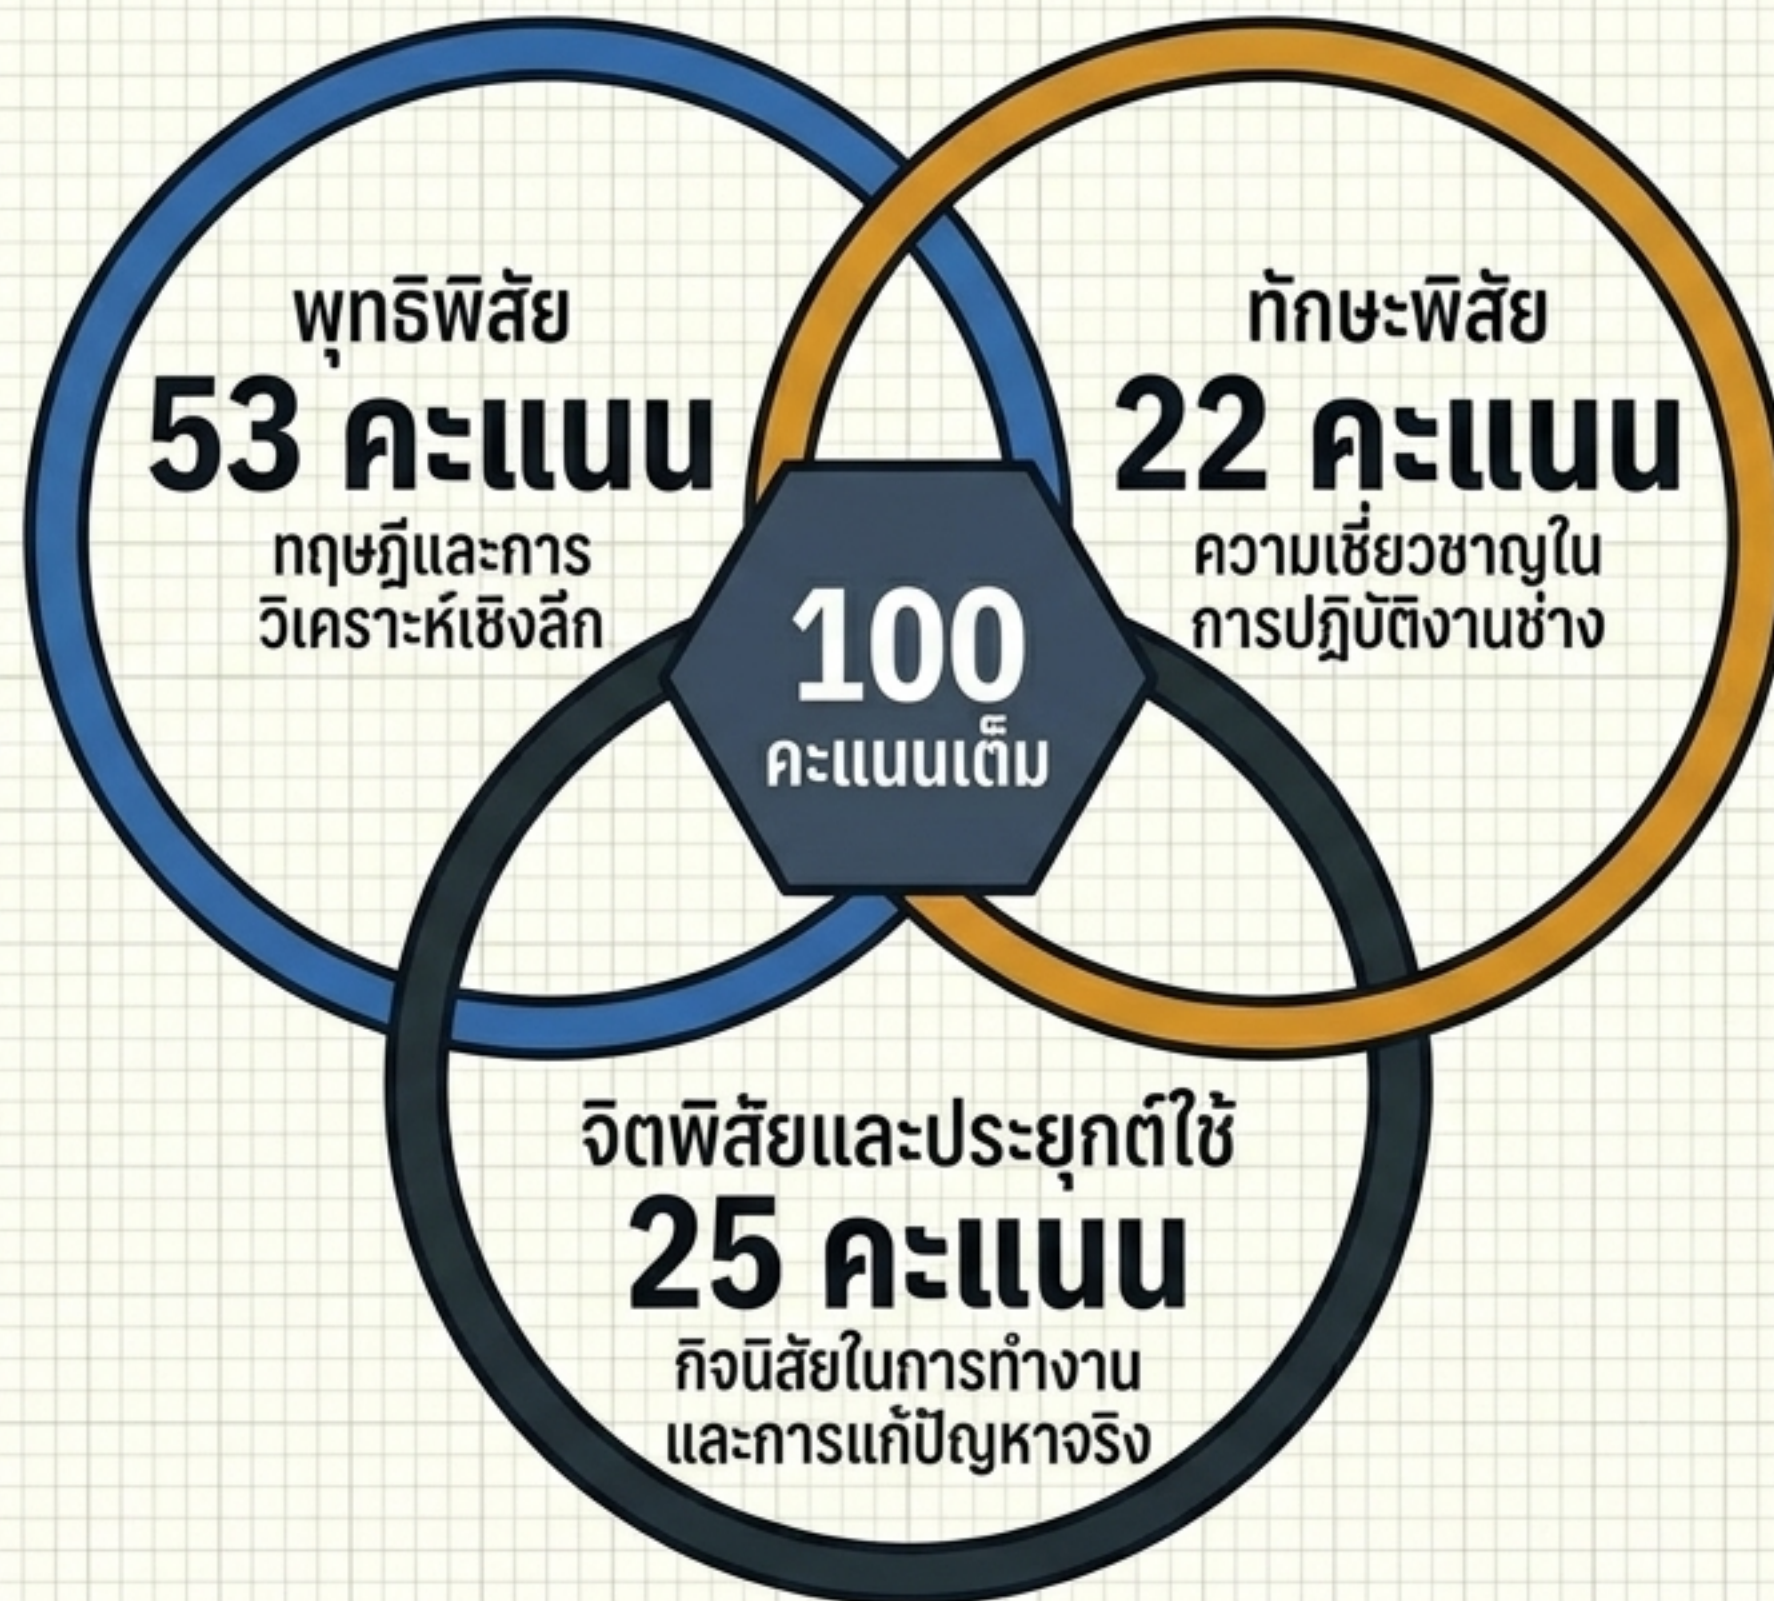 พุทธิพิสัย
53 คะแนน
ทฤษฎีและการ
วิเคราะห์เชิงลึก
ทักษะพิสัย
22 คะแนน
ความเชี่ยวชาญใน
การปฏิบัติงานช่าง
100
คะแนนเต็ม
จิตพิสัยและประยุกต์ใช้
25 คะแนน
กิจนิสัยในการทำงาน
และการแก้ปัญหาจริง